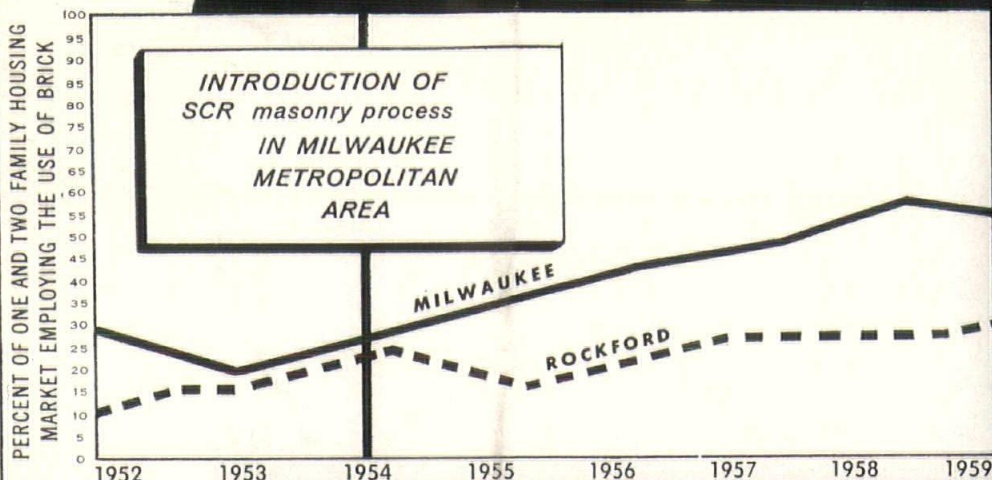 PERCENT OF ONE AND TWO FAMILY HOUSING
MARKET EMPLOYING THE USE OF BRICK
100
95
90
85
80
75
70
65
60
55
50
45
40
35
30
25
20
15
10
5
0
INTRODUCTION OF
SCR masonry process
IN MILWAUKEE
METROPOLITAN
AREA
MILWAUKEE
ROCKFORD
1952 1953 1954 1955 1956 1957 1958 1959